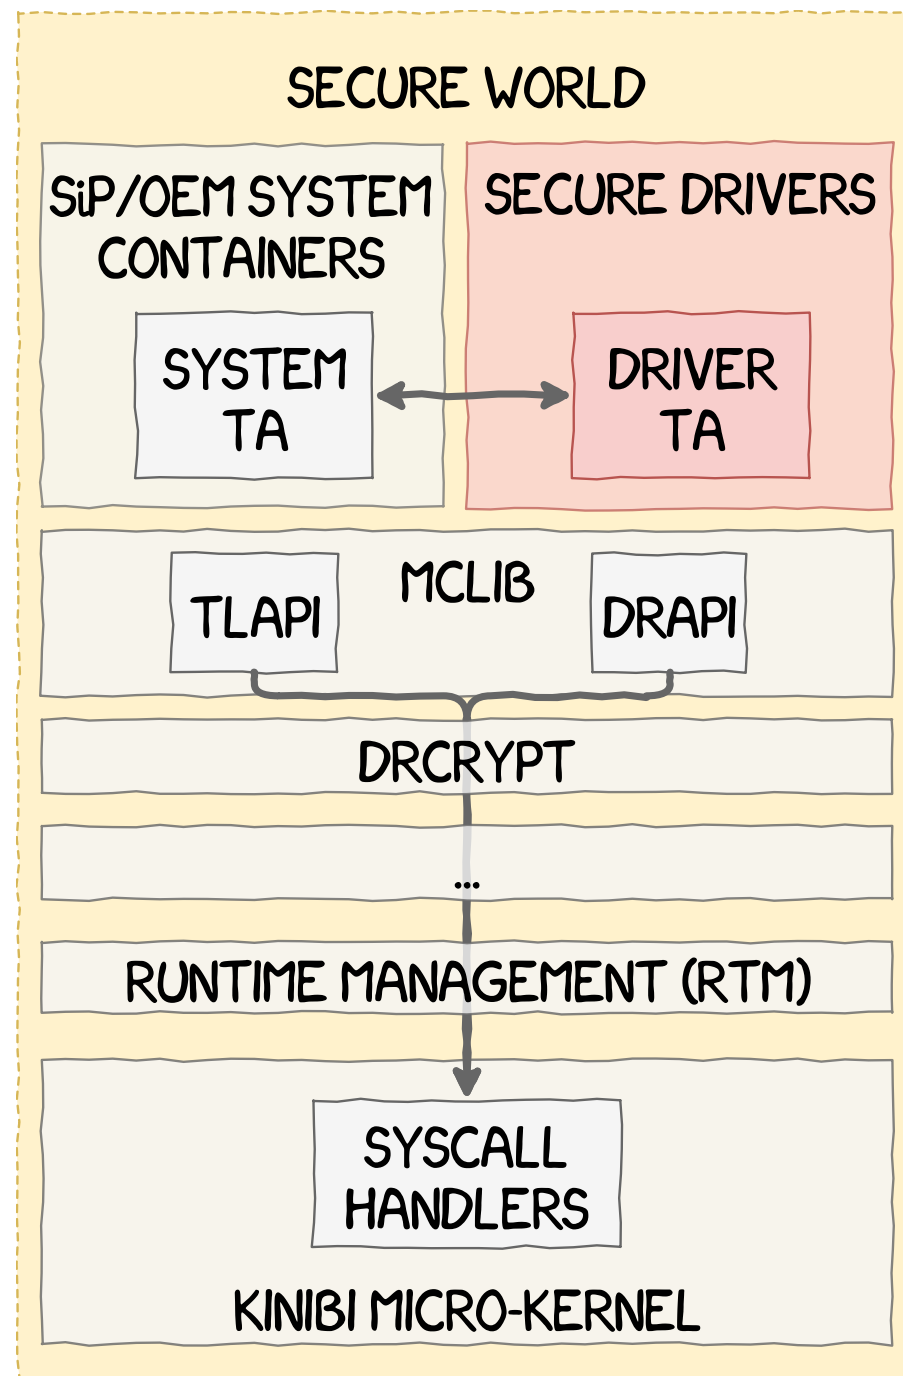 SECURE WORLD
SiP/OEM SYSTEM
CONTAINERS
SECURE DRIVERS
SYSTEM
TA
DRIVER
TA
MCLIB
TLAPI
DRAPI
DRCRYPT
...
RUNTIME MANAGEMENT (RTM)
SYSCALL
HANDLERS
KINIBI MICRO-KERNEL